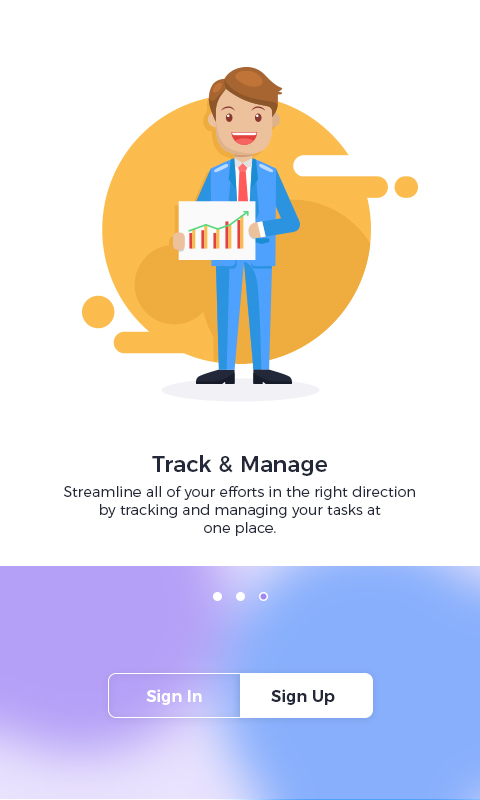 Track & Manage
Streamline all of your efforts in the right direction
by tracking and managing your tasks at
one place.
Sign In
Sign Up